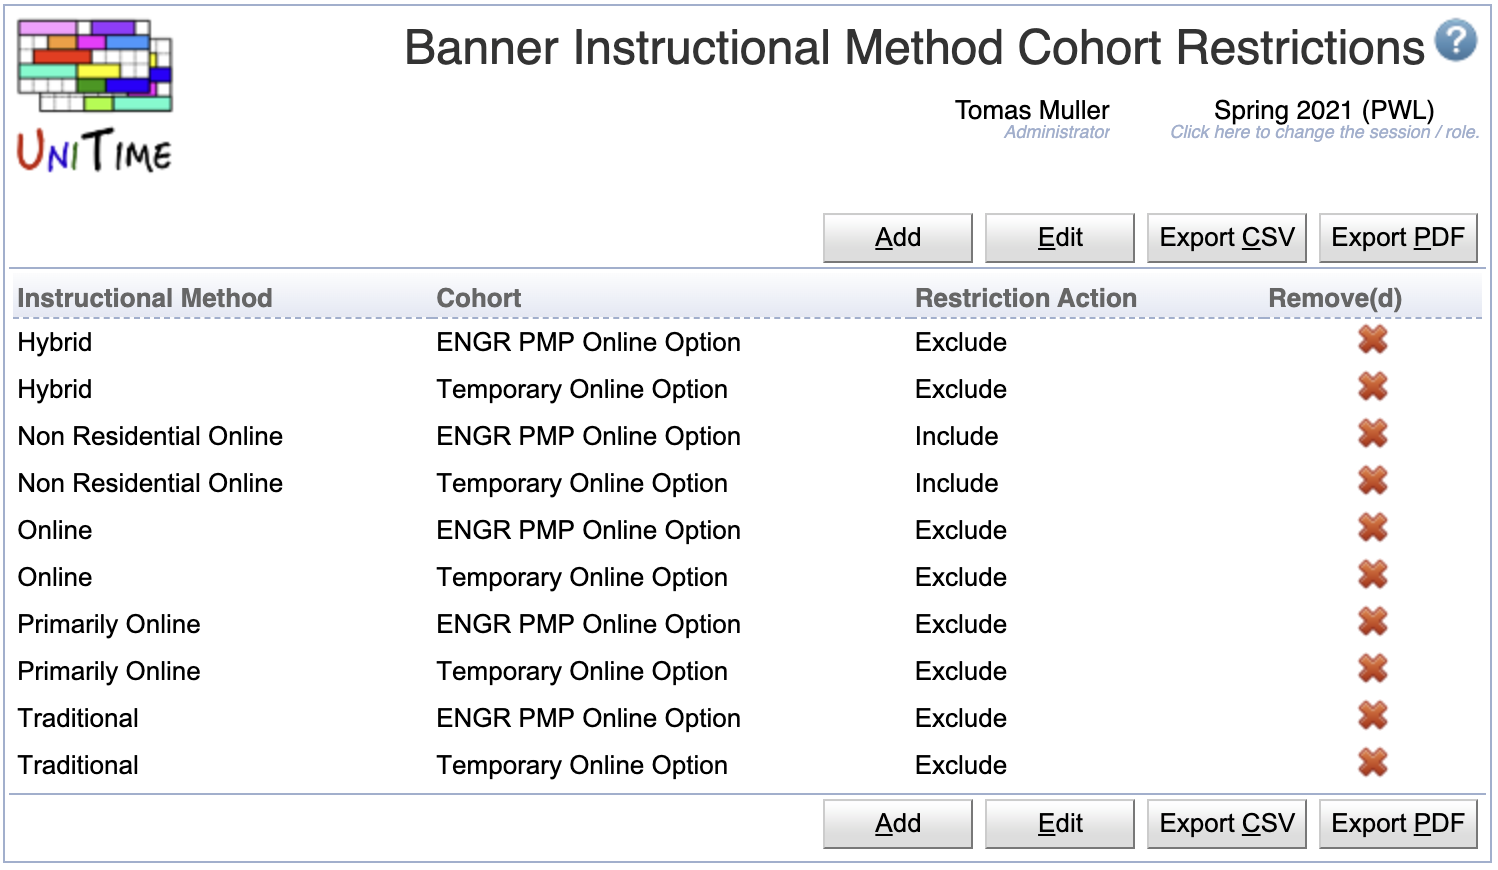 Banner Instructional Method Cohort Restrictions
?
UNITIME
Tomas Muller Spring 2021 (PWL)
Administrator Click here to change the session / role.
Add Edit Export CSV Export PDF
Instructional Method Cohort Restriction Action Remove(d)
Hybrid ENGR PMP Online Option Exclude
Hybrid Temporary Online Option Exclude
Non Residential Online ENGR PMP Online Option Include
Non Residential Online Temporary Online Option Include
Online ENGR PMP Online Option Exclude
Online Temporary Online Option Exclude
Primarily Online ENGR PMP Online Option Exclude
Primarily Online Temporary Online Option Exclude
Traditional ENGR PMP Online Option Exclude
Traditional Temporary Online Option Exclude
Add Edit Export CSV Export PDF